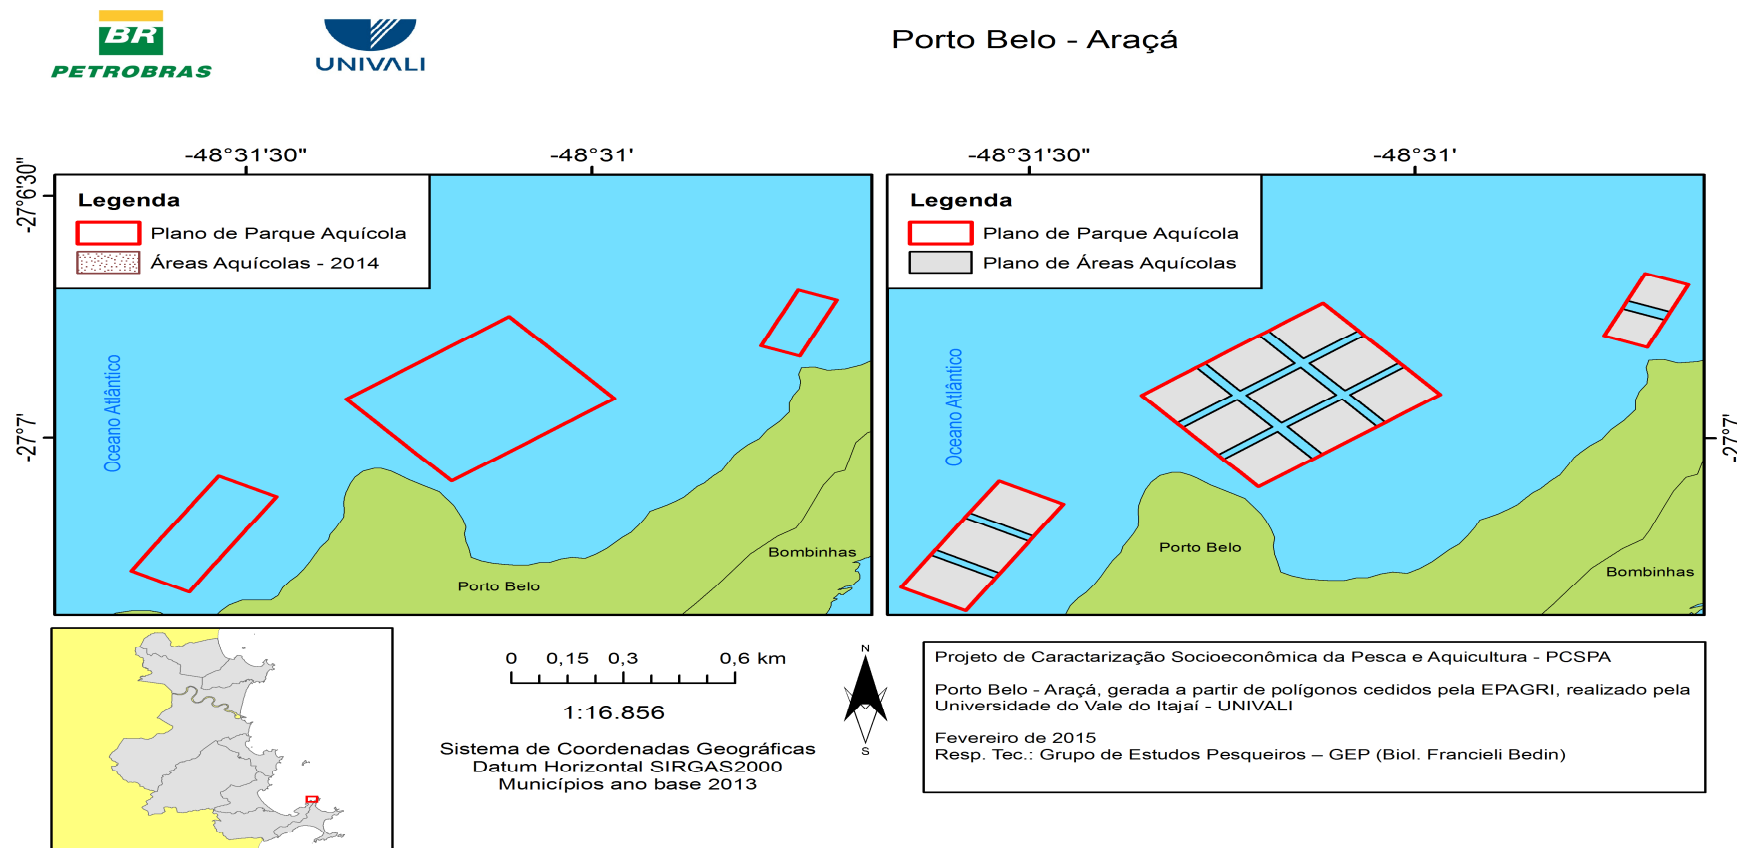 BR
PETROBRAS
UNIVALI
Porto Belo - Araçá
-48°31'30"
-48°31'
-27°6'30"
-27°7'
Legenda
Plano de Parque Aquícola
Áreas Aquícolas - 2014
Oceano Atlântico
Porto Belo
Bombinhas
-48°31'30"
-48°31'
-27°7'
Legenda
Plano de Parque Aquícola
Plano de Áreas Aquícolas
Oceano Atlântico
Porto Belo
Bombinhas
0 0,15 0,3 0,6 km
1:16.856
Sistema de Coordenadas Geográficas
Datum Horizontal SIRGAS2000
Municípios ano base 2013
N
S
Projeto de Caractarização Socioeconômica da Pesca e Aquicultura - PCSPA
Porto Belo - Araçá, gerada a partir de polígonos cedidos pela EPAGRI, realizado pela
Universidade do Vale do Itajaí - UNIVALI
Fevereiro de 2015
Resp. Tec.: Grupo de Estudos Pesqueiros – GEP (Biol. Francieli Bedin)